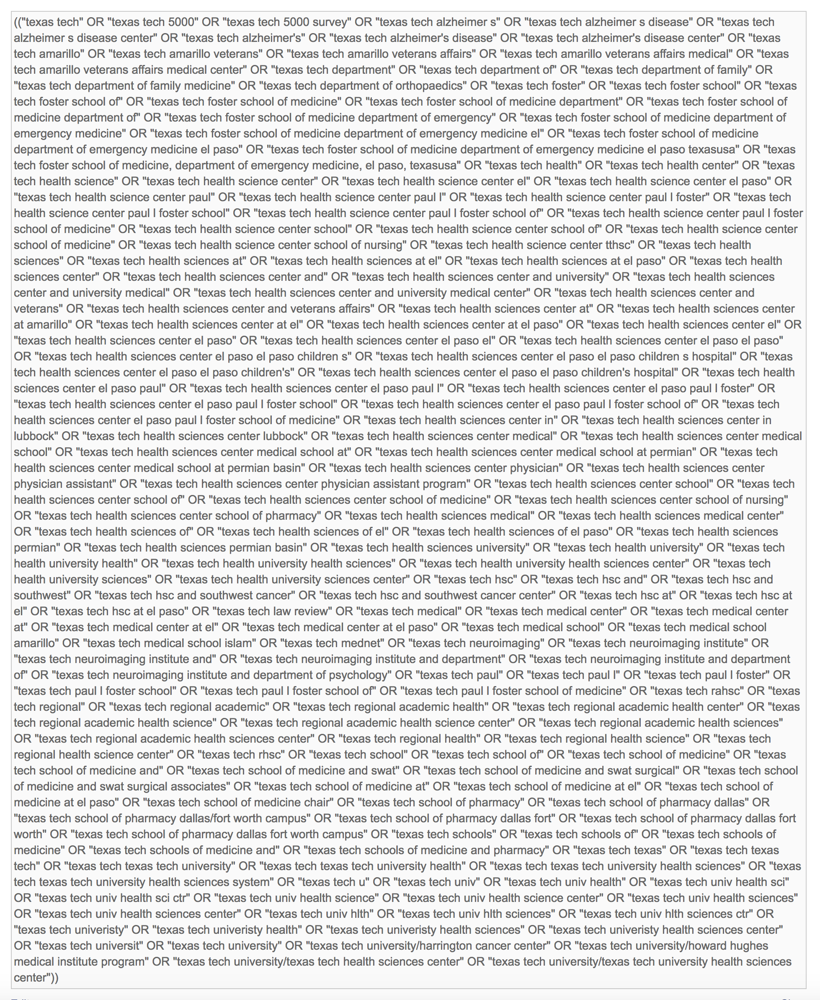 (("texas tech" OR "texas tech 5000" OR "texas tech 5000 survey" OR "texas tech alzheimer s" OR "texas tech alzheimer s disease" OR "texas tech
alzheimer s disease center" OR "texas tech alzheimer's" OR "texas tech alzheimer's disease" OR "texas tech alzheimer's disease center" OR "texas
tech amarillo" OR "texas tech amarillo veterans" OR "texas tech amarillo veterans affairs" OR "texas tech amarillo veterans affairs medical" OR "texas
tech amarillo veterans affairs medical center" OR "texas tech department" OR "texas tech department of" OR "texas tech department of family" OR
"texas tech department of family medicine" OR "texas tech department of orthopaedics" OR "texas tech foster" OR "texas tech foster school" OR "texas
tech foster school of" OR "texas tech foster school of medicine" OR "texas tech foster school of medicine department" OR "texas tech foster school of
medicine department of" OR "texas tech foster school of medicine department of emergency" OR "texas tech foster school of medicine department of
emergency medicine" OR "texas tech foster school of medicine department of emergency medicine el" OR "texas tech foster school of medicine
department of emergency medicine el paso" OR "texas tech foster school of medicine department of emergency medicine el paso texasusa" OR "texas
tech foster school of medicine, department of emergency medicine, el paso, texasusa" OR "texas tech health" OR "texas tech health center" OR "texas
tech health science" OR "texas tech health science center" OR "texas tech health science center el" OR "texas tech health science center el paso" OR
"texas tech health science center paul" OR "texas tech health science center paul l" OR "texas tech health science center paul l foster" OR "texas tech
health science center paul l foster school" OR "texas tech health science center paul l foster school of" OR "texas tech health science center paul l foster
school of medicine" OR "texas tech health science center school" OR "texas tech health science center school of" OR "texas tech health science center
school of medicine" OR "texas tech health science center school of nursing" OR "texas tech health science center tthsc" OR "texas tech health
sciences" OR "texas tech health sciences at" OR "texas tech health sciences at el" OR "texas tech health sciences at el paso" OR "texas tech health
sciences center" OR "texas tech health sciences center and" OR "texas tech health sciences center and university" OR "texas tech health sciences
center and university medical" OR "texas tech health sciences center and university medical center" OR "texas tech health sciences center and
veterans" OR "texas tech health sciences center and veterans affairs" OR "texas tech health sciences center at" OR "texas tech health sciences center
at amarillo" OR "texas tech health sciences center at el" OR "texas tech health sciences center at el paso" OR "texas tech health sciences center el" OR
"texas tech health sciences center el paso" OR "texas tech health sciences center el paso el" OR "texas tech health sciences center el paso el paso"
OR "texas tech health sciences center el paso el paso children s" OR "texas tech health sciences center el paso el paso children s hospital" OR "texas
tech health sciences center el paso el paso children's" OR "texas tech health sciences center el paso el paso children's hospital" OR "texas tech health
sciences center el paso paul" OR "texas tech health sciences center el paso paul l" OR "texas tech health sciences center el paso paul l foster" OR
"texas tech health sciences center el paso paul l foster school" OR "texas tech health sciences center el paso paul l foster school of" OR "texas tech
health sciences center el paso paul l foster school of medicine" OR "texas tech health sciences center in" OR "texas tech health sciences center in
lubbock" OR "texas tech health sciences center lubbock" OR "texas tech health sciences center medical" OR "texas tech health sciences center medical
school" OR "texas tech health sciences center medical school at" OR "texas tech health sciences center medical school at permian" OR "texas tech
health sciences center medical school at permian basin" OR "texas tech health sciences center physician" OR "texas tech health sciences center
physician assistant" OR "texas tech health sciences center physician assistant program" OR "texas tech health sciences center school" OR "texas tech
health sciences center school of" OR "texas tech health sciences center school of medicine" OR "texas tech health sciences center school of nursing"
OR "texas tech health sciences center school of pharmacy" OR "texas tech health sciences medical" OR "texas tech health sciences medical center"
OR "texas tech health sciences of" OR "texas tech health sciences of el" OR "texas tech health sciences of el paso" OR "texas tech health sciences
permian" OR "texas tech health sciences permian basin" OR "texas tech health sciences university" OR "texas tech health university" OR "texas tech
health university health" OR "texas tech health university health sciences" OR "texas tech health university health sciences center" OR "texas tech
health university sciences" OR "texas tech health university sciences center" OR "texas tech hsc" OR "texas tech hsc and" OR "texas tech hsc and
southwest" OR "texas tech hsc and southwest cancer" OR "texas tech hsc and southwest cancer center" OR "texas tech hsc at" OR "texas tech hsc at
el" OR "texas tech hsc at el paso" OR "texas tech law review" OR "texas tech medical" OR "texas tech medical center" OR "texas tech medical center
at" OR "texas tech medical center at el" OR "texas tech medical center at el paso" OR "texas tech medical school" OR "texas tech medical school
amarillo" OR "texas tech medical school islam" OR "texas tech mednet" OR "texas tech neuroimaging" OR "texas tech neuroimaging institute" OR
"texas tech neuroimaging institute and" OR "texas tech neuroimaging institute and department" OR "texas tech neuroimaging institute and department
of" OR "texas tech neuroimaging institute and department of psychology" OR "texas tech paul" OR "texas tech paul l" OR "texas tech paul l foster" OR
"texas tech paul l foster school" OR "texas tech paul l foster school of" OR "texas tech paul l foster school of medicine" OR "texas tech rahsc" OR "texas
tech regional" OR "texas tech regional academic" OR "texas tech regional academic health" OR "texas tech regional academic health center" OR "texas
tech regional academic health science" OR "texas tech regional academic health science center" OR "texas tech regional academic health sciences"
OR "texas tech regional academic health sciences center" OR "texas tech regional health" OR "texas tech regional health science" OR "texas tech
regional health science center" OR "texas tech rhsc" OR "texas tech school" OR "texas tech school of" OR "texas tech school of medicine" OR "texas
tech school of medicine and" OR "texas tech school of medicine and swat" OR "texas tech school of medicine and swat surgical" OR "texas tech school
of medicine and swat surgical associates" OR "texas tech school of medicine at" OR "texas tech school of medicine at el" OR "texas tech school of
medicine at el paso" OR "texas tech school of medicine chair" OR "texas tech school of pharmacy" OR "texas tech school of pharmacy dallas" OR
"texas tech school of pharmacy dallas/fort worth campus" OR "texas tech school of pharmacy dallas fort" OR "texas tech school of pharmacy dallas fort
worth" OR "texas tech school of pharmacy dallas fort worth campus" OR "texas tech schools" OR "texas tech schools of" OR "texas tech schools of
medicine" OR "texas tech schools of medicine and" OR "texas tech schools of medicine and pharmacy" OR "texas tech texas" OR "texas tech texas
tech" OR "texas tech texas tech university" OR "texas tech texas tech university health" OR "texas tech texas tech university health sciences" OR "texas
tech texas tech university health sciences system" OR "texas tech u" OR "texas tech univ" OR "texas tech univ health" OR "texas tech univ health sci"
OR "texas tech univ health sci ctr" OR "texas tech univ health science" OR "texas tech univ health science center" OR "texas tech univ health sciences"
OR "texas tech univ health sciences center" OR "texas tech univ hlth" OR "texas tech univ hlth sciences" OR "texas tech univ hlth sciences ctr" OR
"texas tech univeristy" OR "texas tech univeristy health" OR "texas tech univeristy health sciences" OR "texas tech univeristy health sciences center"
OR "texas tech universit" OR "texas tech university" OR "texas tech university/harrington cancer center" OR "texas tech university/howard hughes
medical institute program" OR "texas tech university/texas tech health sciences center" OR "texas tech university/texas tech university health sciences
center"))